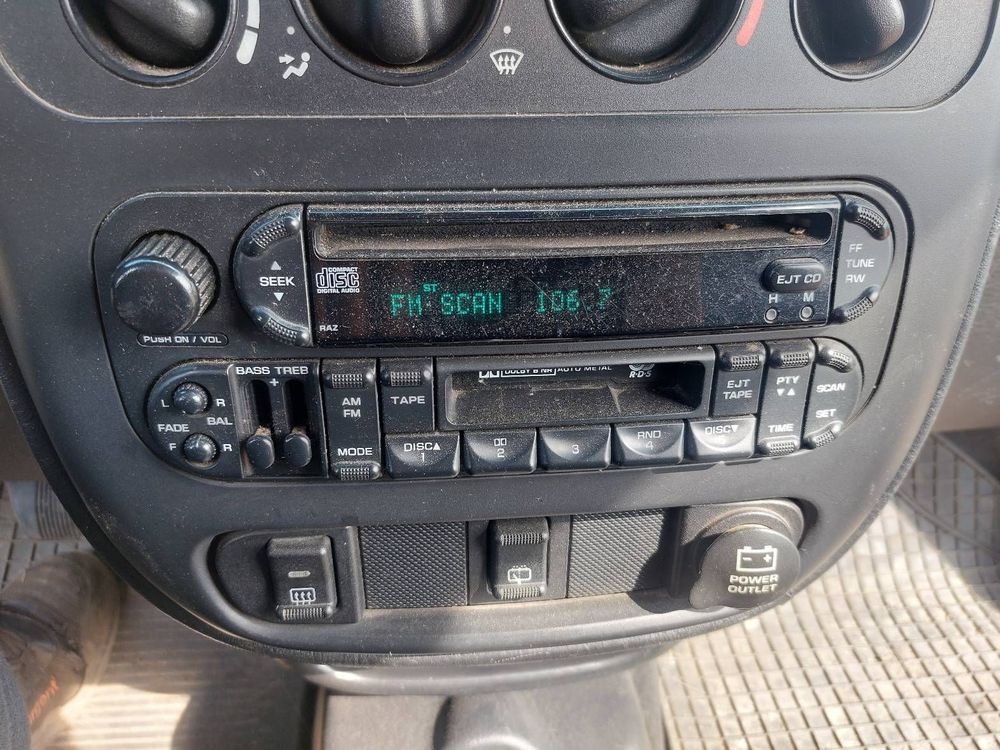 SEEK
COMPACT
disc
DIGITAL AUDIO
RAZ
FM ST SCAN 106.7
EJT CD
H M
FF
TUNE
RW
PUSH ON / VOL
BASS TREB
+
L R
FADE BAL
F R
AM
FM
MODE
TAPE
DOLBY B NR AUTO METAL
R·D·S
EJT
TAPE
PTY
TIME
SCAN
SET
DISC
1
2
3
RND
4
DISC
POWER
OUTLET